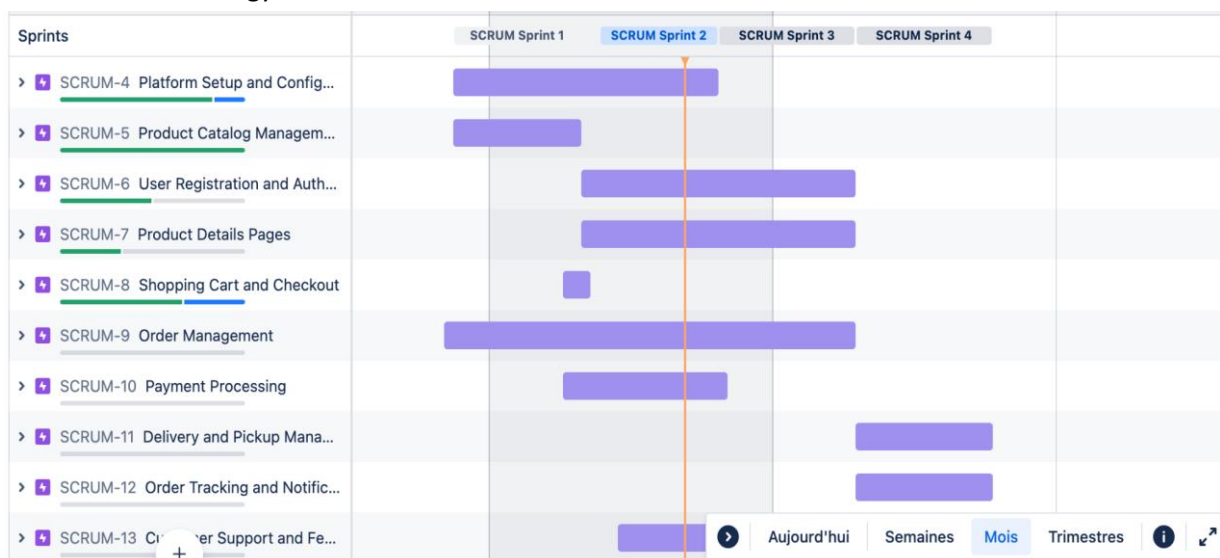 Sprints
SCRUM Sprint 1 SCRUM Sprint 2 SCRUM Sprint 3 SCRUM Sprint 4
SCRUM-4 Platform Setup and Config...
SCRUM-5 Product Catalog Managem...
SCRUM-6 User Registration and Auth...
SCRUM-7 Product Details Pages
SCRUM-8 Shopping Cart and Checkout
SCRUM-9 Order Management
SCRUM-10 Payment Processing
SCRUM-11 Delivery and Pickup Mana...
SCRUM-12 Order Tracking and Notific...
SCRUM-13 Support and Fe...
Aujourd'hui Semaines Mois Trimestres